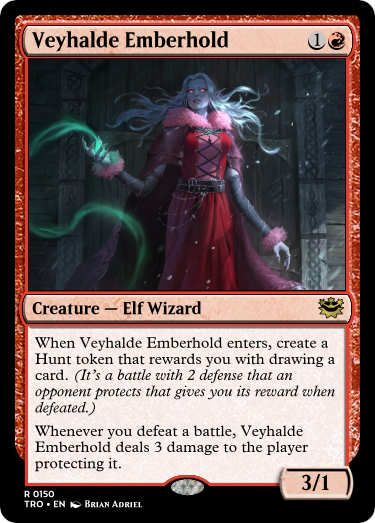 Veyhalde Emberhold 1
Creature — Elf Wizard
When Veyhalde Emberhold enters, create a
Hunt token that rewards you with drawing a
card. (It's a battle with 2 defense that an
opponent protects that gives you its reward when
defeated.)
Whenever you defeat a battle, Veyhalde
Emberhold deals 3 damage to the player
protecting it.
3/1
R 0150
TRO • EN Brian Adriel